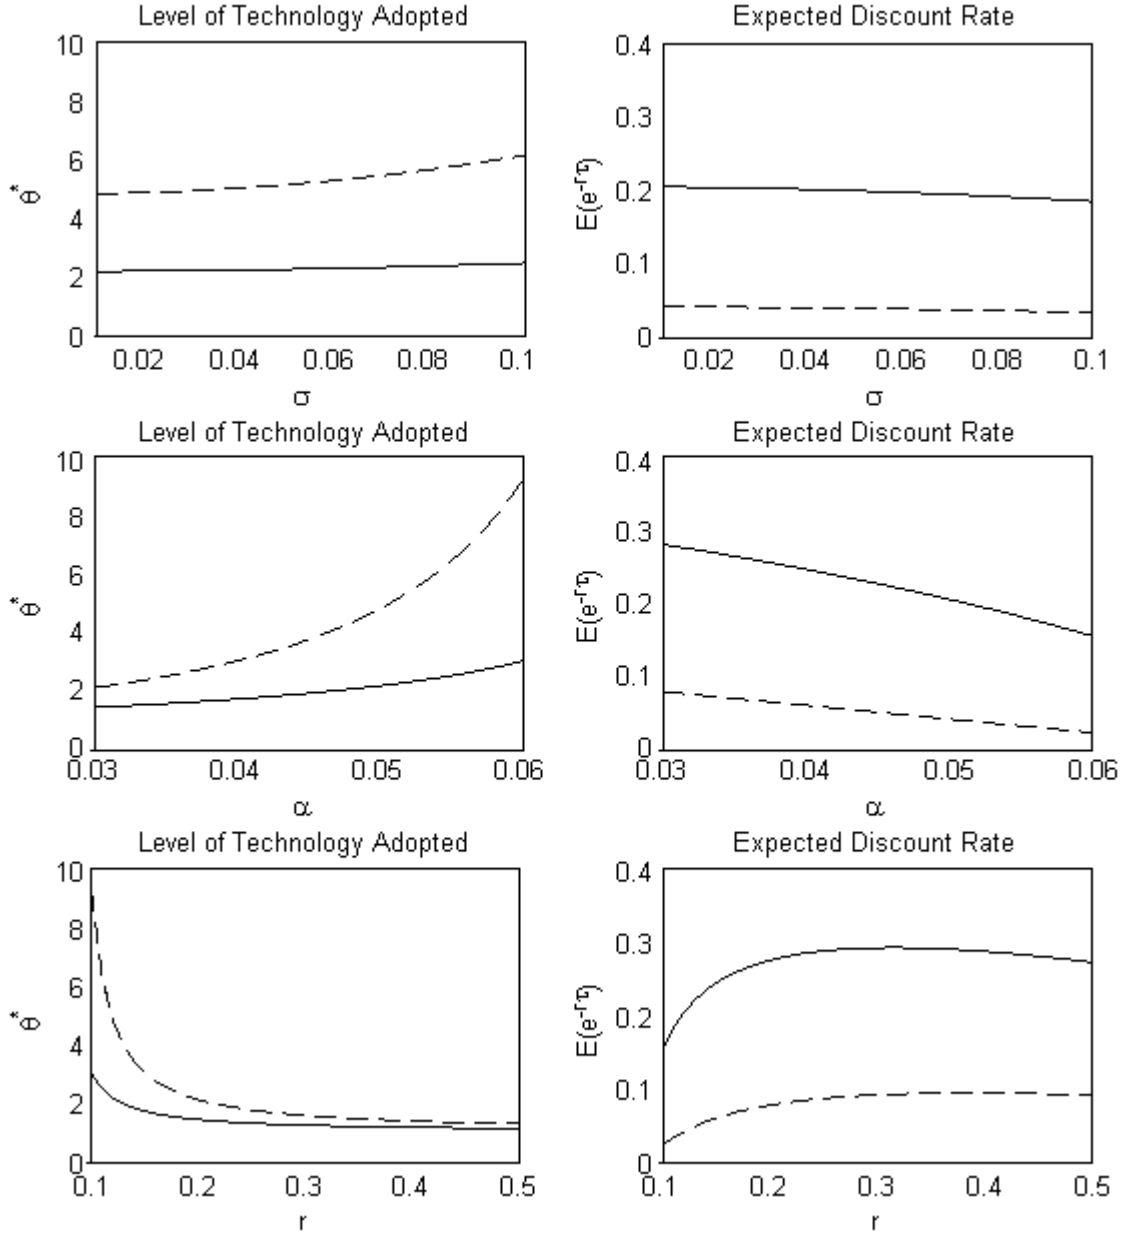 Level of Technology Adopted
10
8
6
4
2
0
θ*
0.02 0.04 0.06 0.08 0.1
σ
Expected Discount Rate
0.4
0.3
0.2
0.1
0
E(e^-rτ)
0.02 0.04 0.06 0.08 0.1
σ
Level of Technology Adopted
10
8
6
4
2
0
θ*
0.03 0.04 0.05 0.06
α
Expected Discount Rate
0.4
0.3
0.2
0.1
0
E(e^-rτ)
0.03 0.04 0.05 0.06
α
Level of Technology Adopted
10
8
6
4
2
0
θ*
0.1 0.2 0.3 0.4 0.5
r
Expected Discount Rate
0.4
0.3
0.2
0.1
0
E(e^-rτ)
0.1 0.2 0.3 0.4 0.5
r